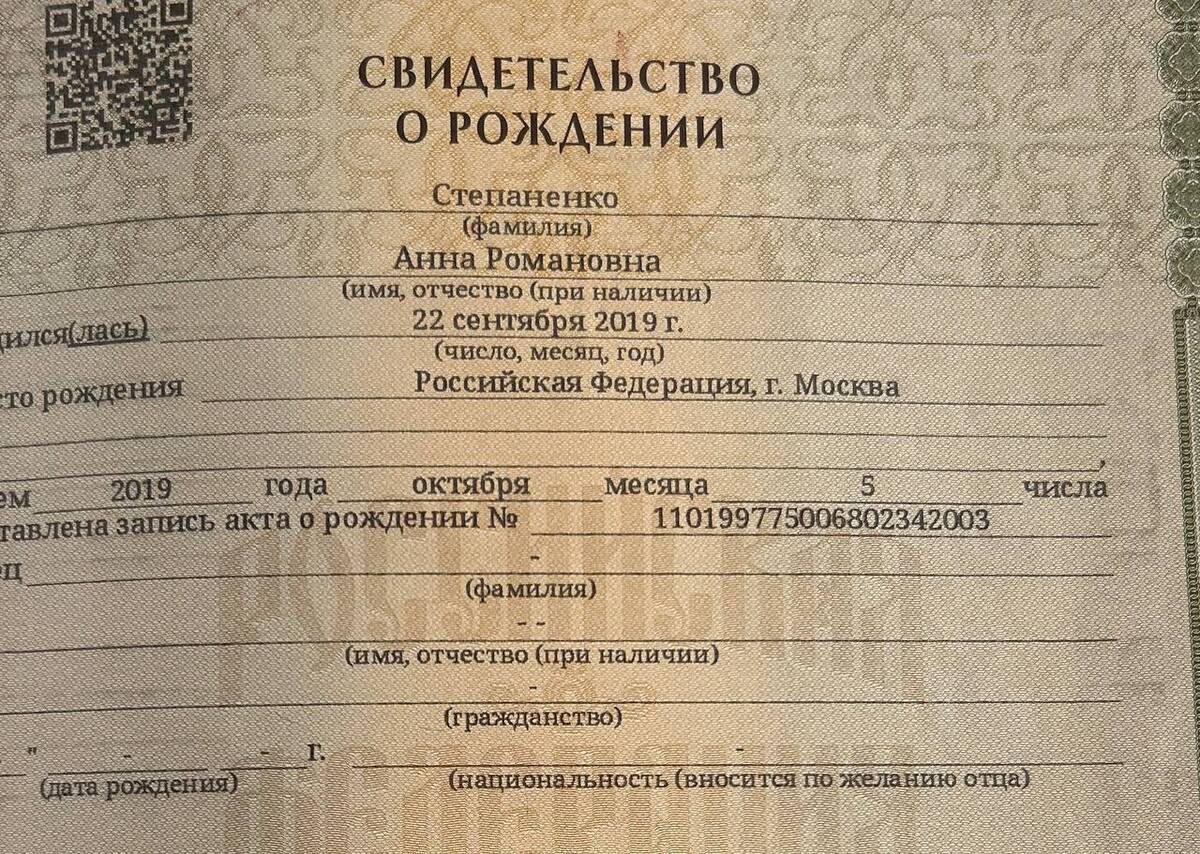 СВИДЕТЕЛЬСТВО
О РОЖДЕНИИ
Степаненко
(фамилия)
Анна Романовна
(имя, отчество (при наличии)
дился(лась) 22 сентября 2019 г.
(число, месяц, год)
сто рождения Российская Федерация, г. Москва
,
ем 2019 года октября месяца 5 числа
тавлена запись акта о рождении № 110199775006802342003
ец -
(фамилия)
- -
(имя, отчество (при наличии)
-
(гражданство)
" - - г. -
(дата рождения) (национальность (вносится по желанию отца)